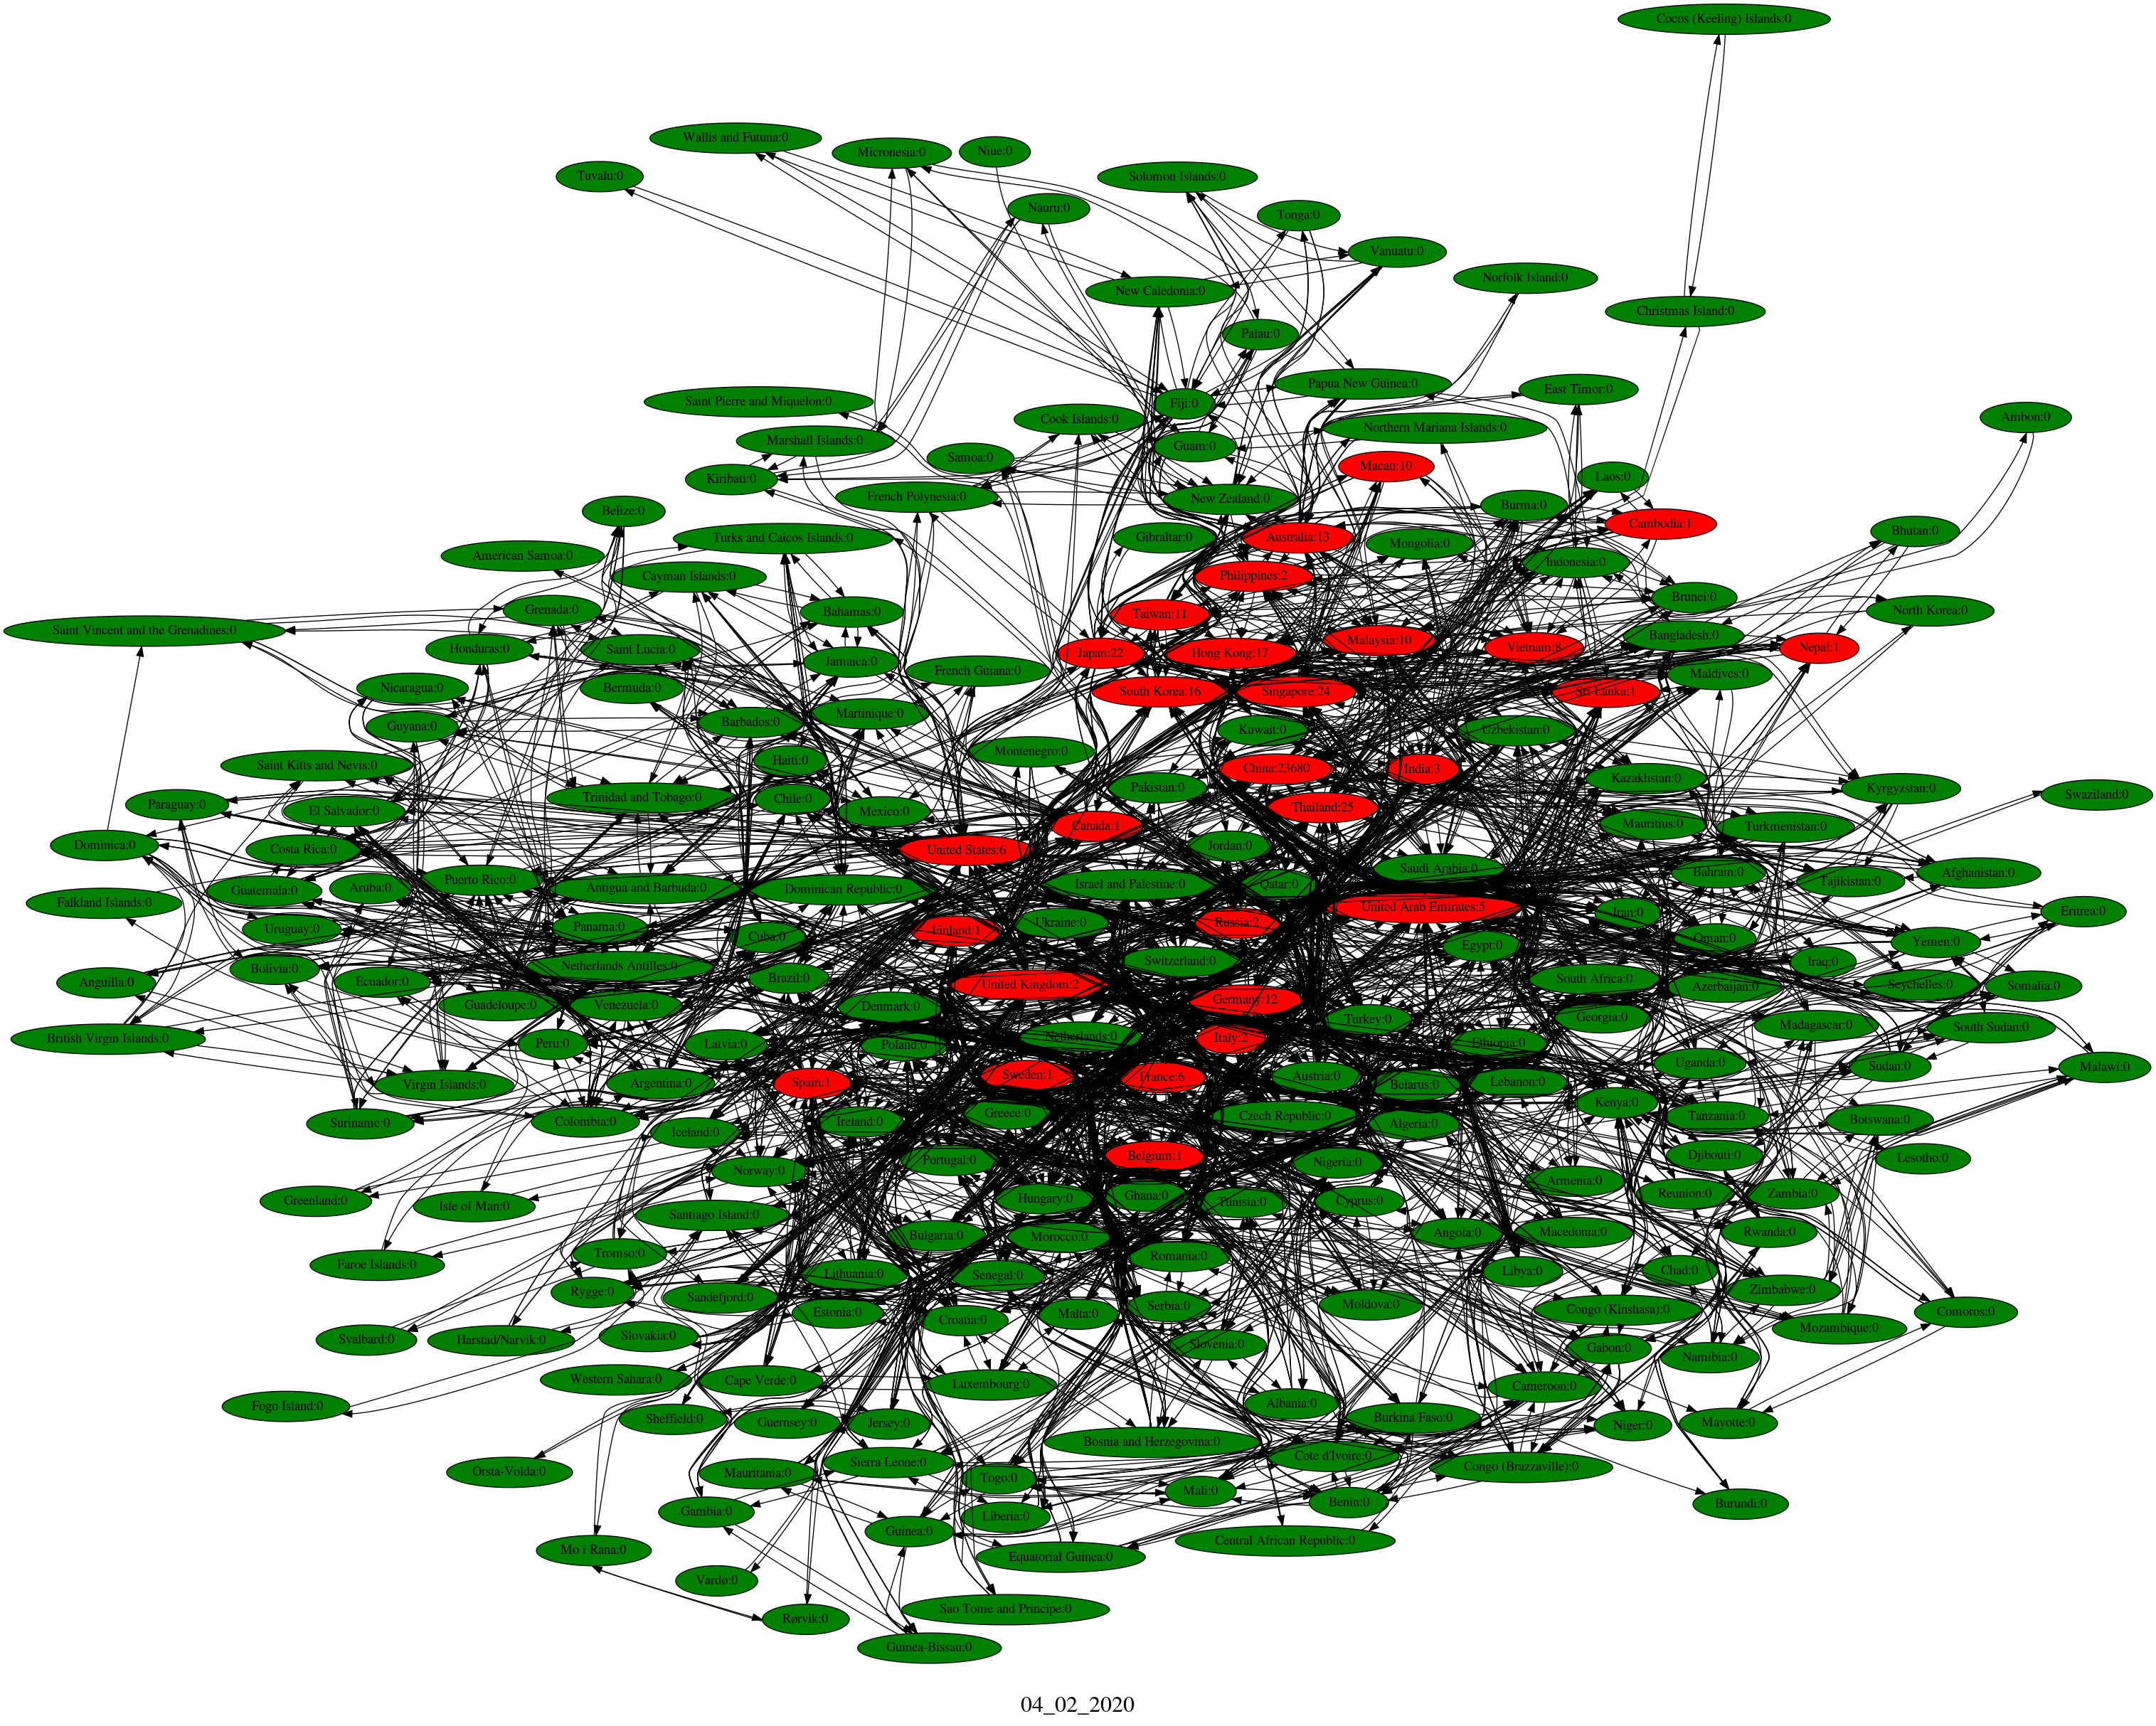 Cocos (Keeling) Islands:0
Wallis and Futuna:0
Micronesia:0
Niue:0
Tuvalu:0
Solomon Islands:0
Nauru:0
Tonga:0
Vanuatu:0
Norfolk Island:0
New Caledonia:0
Christmas Island:0
Palau:0
Papua New Guinea:0
East Timor:0
Saint Pierre and Miquelon:0
Fiji:0
Cook Islands:0
Ambon:0
Northern Mariana Islands:0
Marshall Islands:0
Guam:0
Samoa:0
Macau:10
Kiribati:0
Laos:0
French Polynesia:0
New Zealand:0
Burma:0
Belize:0
Cambodia:1
Bhutan:0
Turks and Caicos Islands:0
Gibraltar:0
Australia:13
Mongolia:0
American Samoa:0
Indonesia:0
Cayman Islands:0
Philippines:2
Brunei:0
Grenada:0
Bahamas:0
Taiwan:11
North Korea:0
Saint Vincent and the Grenadines:0
Bangladesh:0
Honduras:0
Saint Lucia:0
Jamaica:0
Japan:22
Hong Kong:17
Malaysia:10
Vietnam:8
Nepal:1
French Guiana:0
Maldives:0
Nicaragua:0
Bermuda:0
South Korea:16
Singapore:24
Sri Lanka:1
Martinique:0
Guyana:0
Barbados:0
Kuwait:0
Uzbekistan:0
Montenegro:0
Saint Kitts and Nevis:0
Haiti:0
China:23680
India:3
Kazakhstan:0
Pakistan:0
Kyrgyzstan:0
Swaziland:0
Paraguay:0
El Salvador:0
Trinidad and Tobago:0
Chile:0
Mexico:0
Thailand:25
Canada:1
Mauritius:0
Turkmenistan:0
Dominica:0
Costa Rica:0
United States:6
Jordan:0
Saudi Arabia:0
Bahrain:0
Tajikistan:0
Afghanistan:0
Puerto Rico:0
Guatemala:0
Aruba:0
Antigua and Barbuda:0
Dominican Republic:0
Israel and Palestine:0
Qatar:0
Falkland Islands:0
United Arab Emirates:5
Iran:0
Eritrea:0
Uruguay:0
Panama:0
Cuba:0
Finland:1
Ukraine:0
Russia:2
Egypt:0
Oman:0
Yemen:0
Bolivia:0
Netherlands Antilles:0
Switzerland:0
Iraq:0
Anguilla:0
Ecuador:0
Brazil:0
United Kingdom:2
South Africa:0
Azerbaijan:0
Seychelles:0
Somalia:0
Guadeloupe:0
Venezuela:0
Denmark:0
Germany:12
Turkey:0
Georgia:0
Madagascar:0
South Sudan:0
British Virgin Islands:0
Peru:0
Latvia:0
Poland:0
Netherlands:0
Italy:2
Ethiopia:0
Uganda:0
Sudan:0
Malawi:0
Virgin Islands:0
Argentina:0
Spain:1
Sweden:1
France:6
Austria:0
Belarus:0
Lebanon:0
Kenya:0
Suriname:0
Colombia:0
Iceland:0
Ireland:0
Greece:0
Czech Republic:0
Algeria:0
Tanzania:0
Botswana:0
Norway:0
Portugal:0
Belgium:1
Nigeria:0
Djibouti:0
Lesotho:0
Greenland:0
Isle of Man:0
Santiago Island:0
Hungary:0
Ghana:0
Tunisia:0
Cyprus:0
Armenia:0
Reunion:0
Zambia:0
Faroe Islands:0
Tromso:0
Bulgaria:0
Morocco:0
Romania:0
Angola:0
Macedonia:0
Rwanda:0
Lithuania:0
Senegal:0
Libya:0
Chad:0
Rygge:0
Sandefjord:0
Estonia:0
Croatia:0
Malta:0
Serbia:0
Moldova:0
Congo (Kinshasa):0
Zimbabwe:0
Comoros:0
Svalbard:0
Harstad/Narvik:0
Slovakia:0
Slovenia:0
Gabon:0
Namibia:0
Mozambique:0
Western Sahara:0
Cape Verde:0
Luxembourg:0
Cameroon:0
Fogo Island:0
Sheffield:0
Guernsey:0
Jersey:0
Albania:0
Burkina Faso:0
Niger:0
Mayotte:0
Bosnia and Herzegovina:0
Orsta-Volda:0
Mauritania:0
Sierra Leone:0
Togo:0
Cote d'Ivoire:0
Congo (Brazzaville):0
Mali:0
Benin:0
Burundi:0
Gambia:0
Liberia:0
Guinea:0
Central African Republic:0
Mo i Rana:0
Equatorial Guinea:0
Vardø:0
Sao Tome and Principe:0
Rørvik:0
Guinea-Bissau:0
04_02_2020